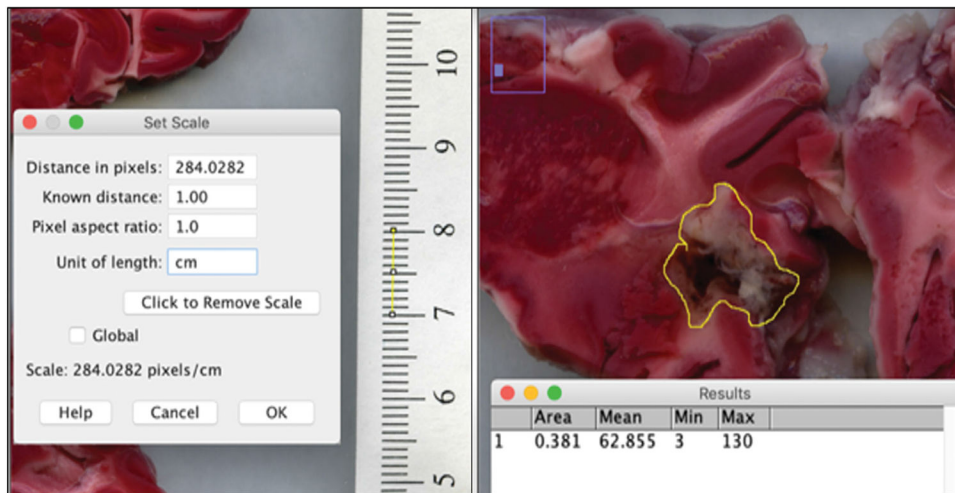 Set Scale
Distance in pixels: 284.0282
Known distance: 1.00
Pixel aspect ratio: 1.0
Unit of length: cm
Click to Remove Scale
Global
Scale: 284.0282 pixels/cm
Help Cancel OK
10
9
8
7
6
5
Results
Area Mean Min Max
1 0.381 62.855 3 130